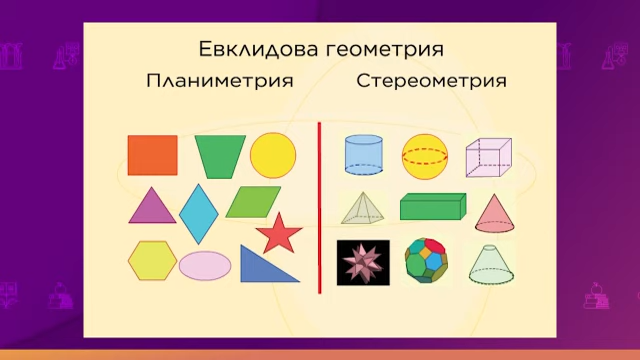 Евклидова геометрия
Планиметрия
Стереометрия